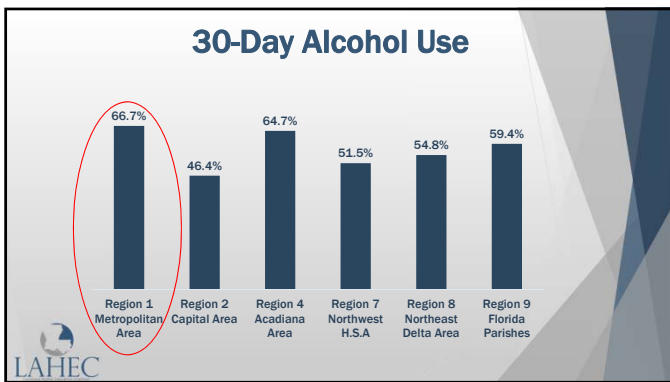 30-Day Alcohol Use
66.7%
46.4%
64.7%
51.5%
54.8%
59.4%
Region 1
Metropolitan
Area
Region 2
Capital Area
Region 4
Acadiana
Area
Region 7
Northwest
H.S.A
Region 8
Northeast
Delta Area
Region 9
Florida
Parishes
LAHEC